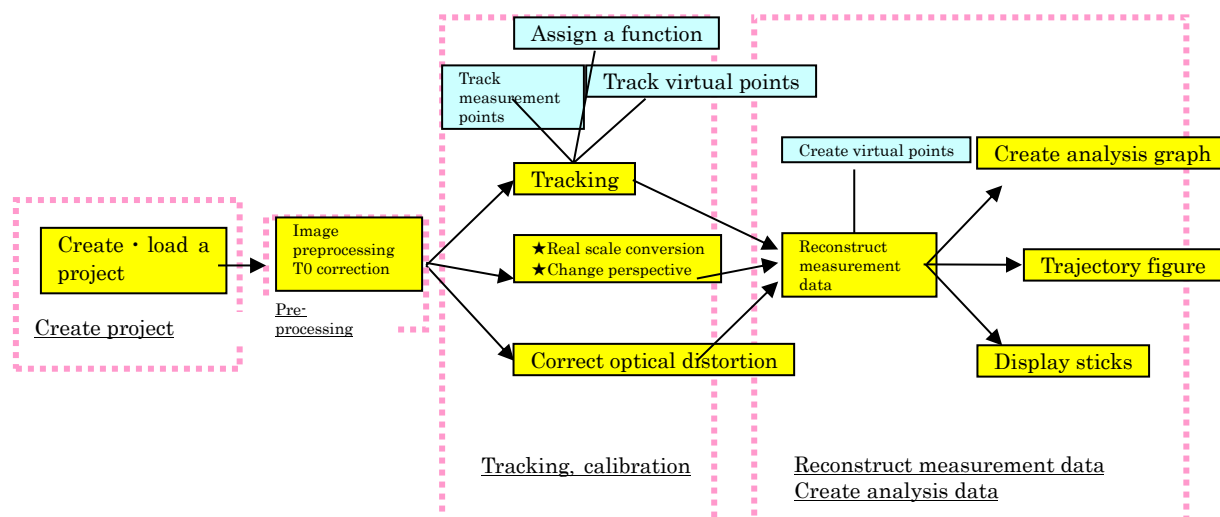 Assign a function
Track
measurement
points
Track virtual points
Tracking
Create・load a
project
Create project
Image
preprocessing
T0 correction
Pre-
processing
★Real scale conversion
★Change perspective
Correct optical distortion
Tracking, calibration
Create virtual points
Reconstruct
measurement
data
Create analysis graph
Trajectory figure
Display sticks
Reconstruct measurement data
Create analysis data